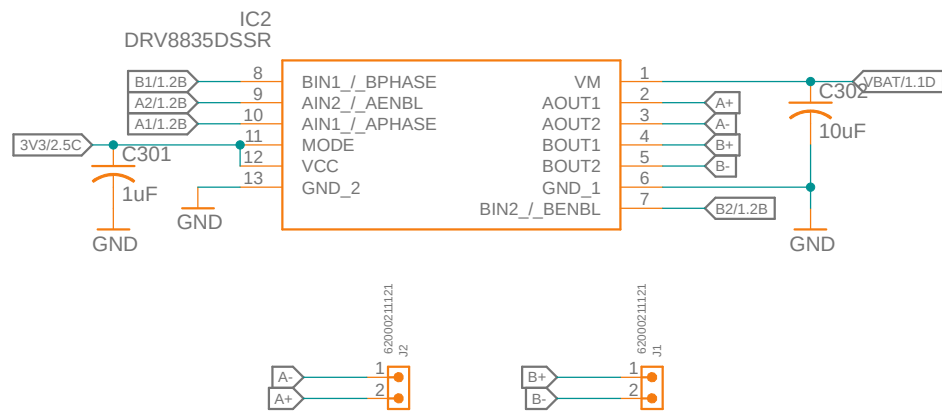 IC2
DRV8835DSSR
B1/1.2B
8
BIN1_/_BPHASE
VM
1
VBAT/1.1D
A2/1.2B
9
AIN2_/_AENBL
AOUT1
2
A+
C302
A1/1.2B
10
AIN1_/_APHASE
AOUT2
3
A-
10uF
3V3/2.5C
11
MODE
BOUT1
4
B+
C301
12
VCC
BOUT2
5
B-
1uF
13
GND_2
GND_1
6
BIN2_/_BENBL
7
B2/1.2B
GND
GND
GND
62000211121
J2
A-
1
A+
2
62000211121
J1
B+
1
B-
2